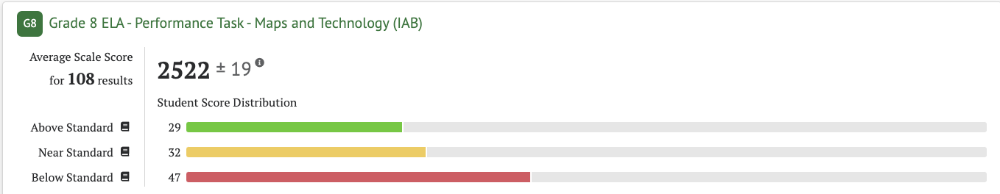 G8 Grade 8 ELA - Performance Task - Maps and Technology (IAB)
Average Scale Score
for 108 results
2522 ± 19
Student Score Distribution
Above Standard 29
Near Standard 32
Below Standard 47